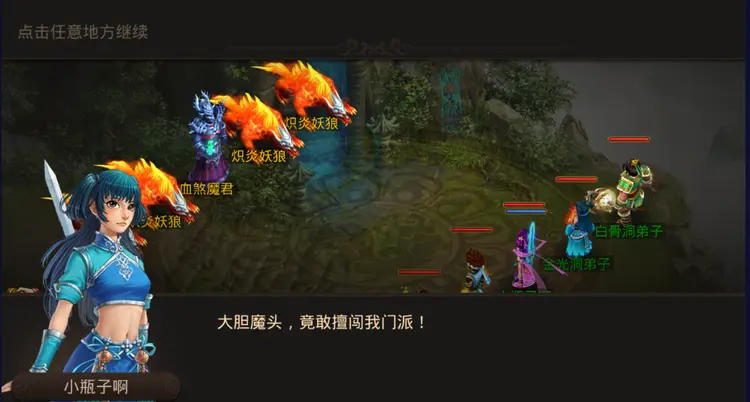 点击任意地方继续
炽炎妖狼
炽炎妖狼
血煞魔君
炎妖狼
白骨洞弟子
金光洞弟子
大胆魔头，竟敢擅闯我门派！
小瓶子啊